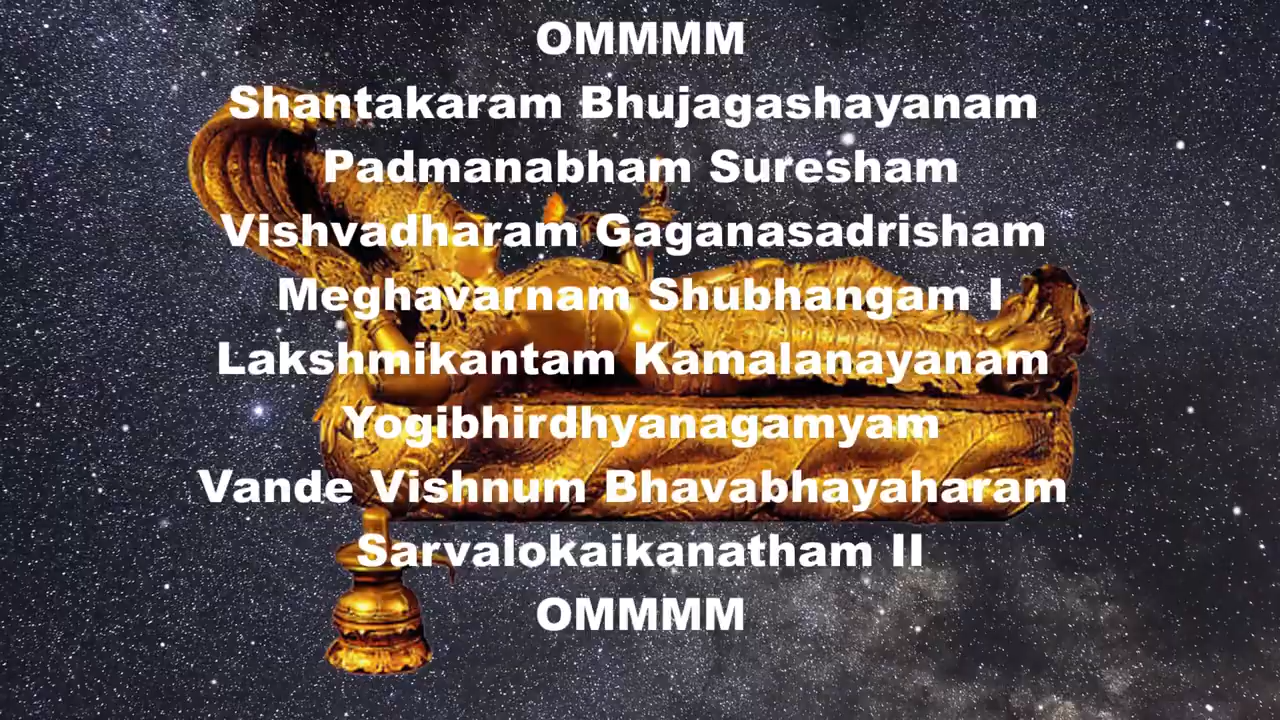 OMMMM
Shantakaram Bhujagashayanam
Padmanabham Suresham
Vishvadharam Gaganasadrisham
Meghavarnam Shubhangam I
Lakshmikantam Kamalanayanam
Yogibhirdhyanagamyam
Vande Vishnum Bhavabhayaharam
Sarvalokaikanatham II
OMMMM